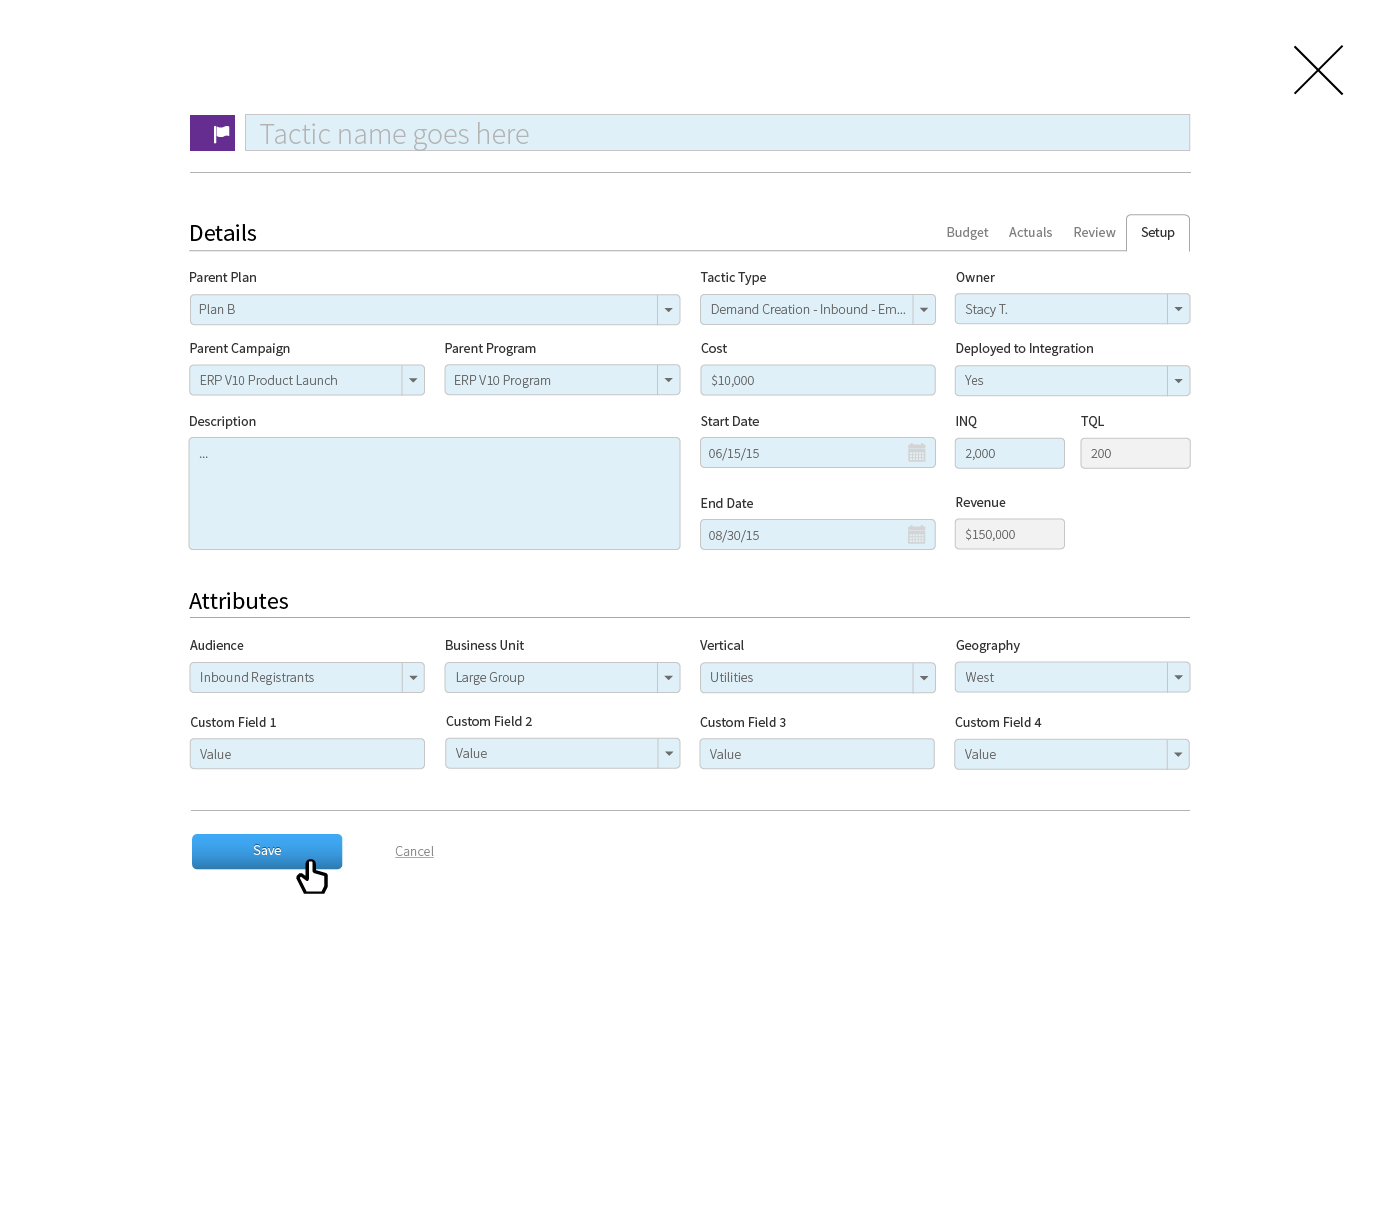 Tactic name goes here
Details
Budget Actuals Review Setup
Parent Plan Tactic Type Owner
Plan B Demand Creation - Inbound - Em... Stacy T.
Parent Campaign Parent Program Cost Deployed to Integration
ERP V10 Product Launch ERP V10 Program $10,000 Yes
Description Start Date INQ TQL
... 06/15/15 2,000 200
End Date Revenue
08/30/15 $150,000
Attributes
Audience Business Unit Vertical Geography
Inbound Registrants Large Group Utilities West
Custom Field 1 Custom Field 2 Custom Field 3 Custom Field 4
Value Value Value Value
Save Cancel